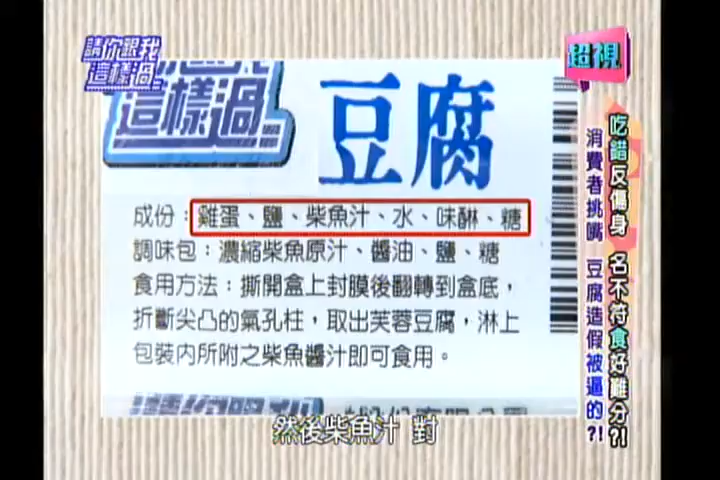 請你跟我
這樣過
超視
這樣過
豆腐
成份：雞蛋、鹽、柴魚汁、水、味醂、糖
調味包：濃縮柴魚原汁、醬油、鹽、糖
食用方法：撕開盒上封膜後翻轉到盒底，
折斷尖凸的氣孔柱，取出芙蓉豆腐，淋上
包裝內所附之柴魚醬汁即可食用。
然後柴魚汁 對
吃錯反傷身 名不符食好難分?!
消費者挑嘴 豆腐造假被逼的?!